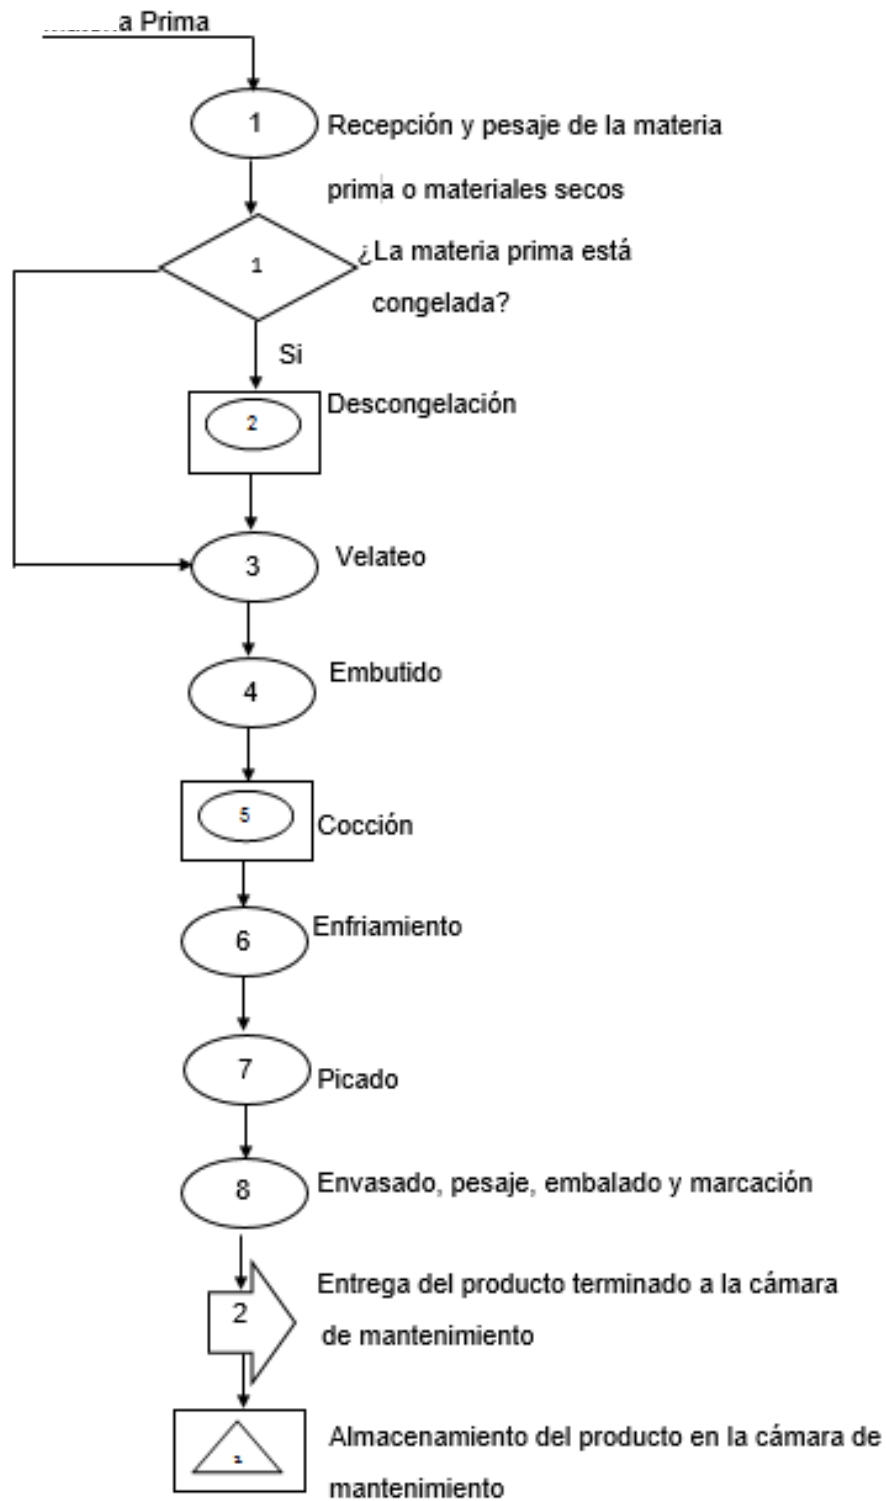 a Prima
1
Recepción y pesaje de la materia
prima o materiales secos
1
¿La materia prima está
congelada?
Si
Descongelación
2
Velateo
3
Embutido
4
5
Cocción
Enfriamiento
6
7
Picado
8
Envasado, pesaje, embalado y marcación
Entrega del producto terminado a la cámara
2
de mantenimiento
Almacenamiento del producto en la cámara de
mantenimiento